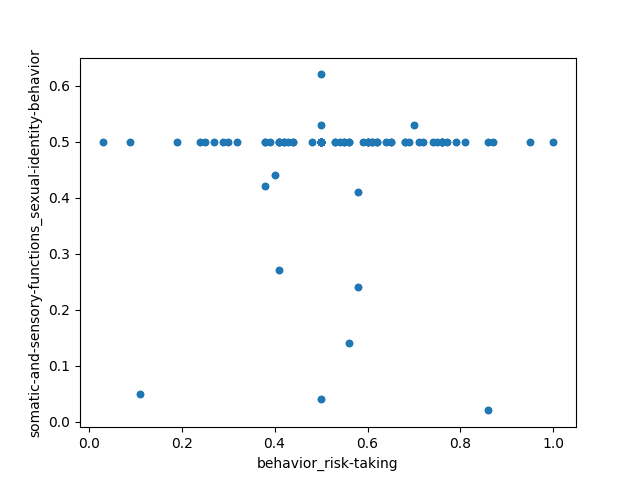 somatic-and-sensory-functions_sexual-identity-behavior
0.6
0.5
0.4
0.3
0.2
0.1
0.0
0.0 0.2 0.4 0.6 0.8 1.0
behavior_risk-taking